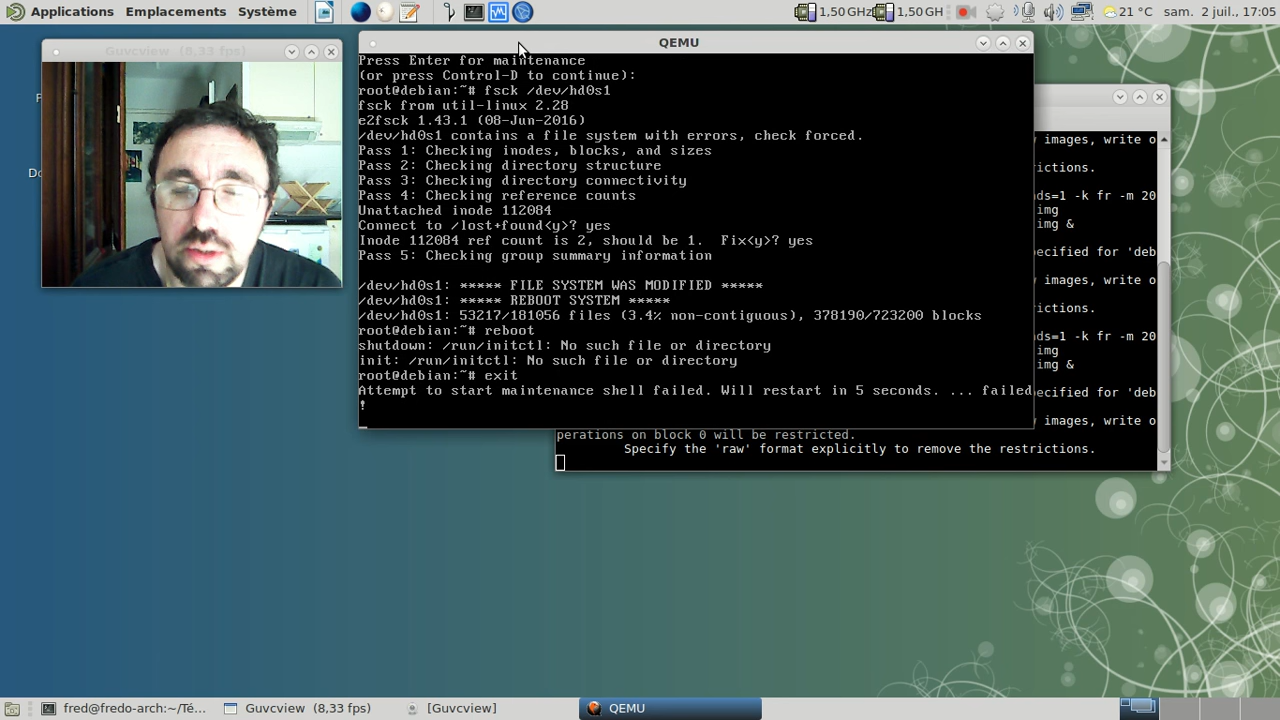 Applications Emplacements Système 1,50 GHz 1,50 GH 21 °C sam. 2 juil., 17:05
Guvcview (8,33 fps)
QEMU
Press Enter for maintenance
(or press Control-D to continue):
root@debian:~# fsck /dev/hd0s1
fsck from util-linux 2.28
e2fsck 1.43.1 (08-Jun-2016)
/dev/hd0s1 contains a file system with errors, check forced.
Pass 1: Checking inodes, blocks, and sizes
Pass 2: Checking directory structure
Pass 3: Checking directory connectivity
Pass 4: Checking reference counts
Unattached inode 112084
Connect to /lost+found<y>? yes
Inode 112084 ref count is 2, should be 1.  Fix<y>? yes
Pass 5: Checking group summary information
/dev/hd0s1: ***** FILE SYSTEM WAS MODIFIED *****
/dev/hd0s1: ***** REBOOT SYSTEM *****
/dev/hd0s1: 53217/181056 files (3.4% non-contiguous), 378190/723200 blocks
root@debian:~# reboot
shutdown: /run/initctl: No such file or directory
init: /run/initctl: No such file or directory
root@debian:~# exit
Attempt to start maintenance shell failed. Will restart in 5 seconds. ... failed
!
images, write o
rictions.
ds=1 -k fr -m 20
img
img &
ecified for 'deb
images, write o
rictions.
ds=1 -k fr -m 20
img
img &
ecified for 'deb
images, write o
perations on block 0 will be restricted.
Specify the 'raw' format explicitly to remove the restrictions.
fred@fredo-arch:~/Té... Guvcview (8,33 fps) [Guvcview] QEMU